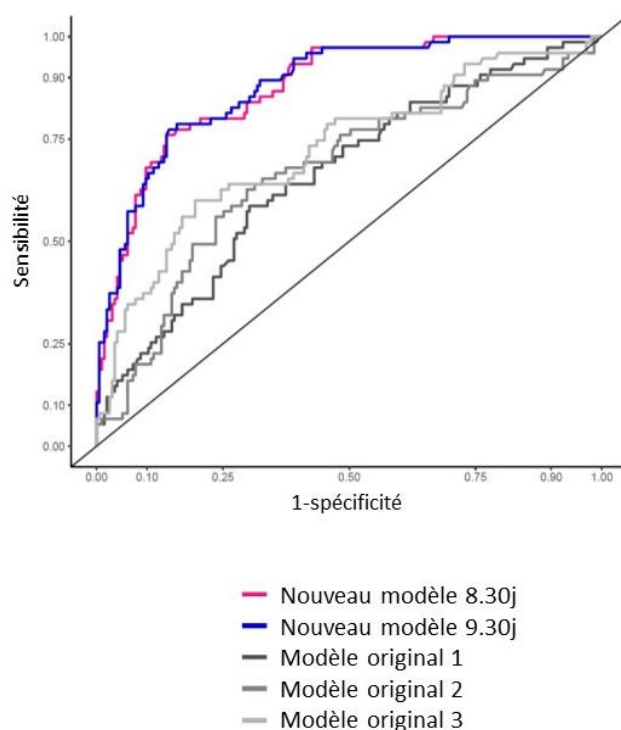 1.00
0.90
0.75
0.50
0.25
0.10
0.00
Sensibilité
0.00 0.10 0.25 0.50 0.75 0.90 1.00
1-spécificité
Nouveau modèle 8.30j
Nouveau modèle 9.30j
Modèle original 1
Modèle original 2
Modèle original 3